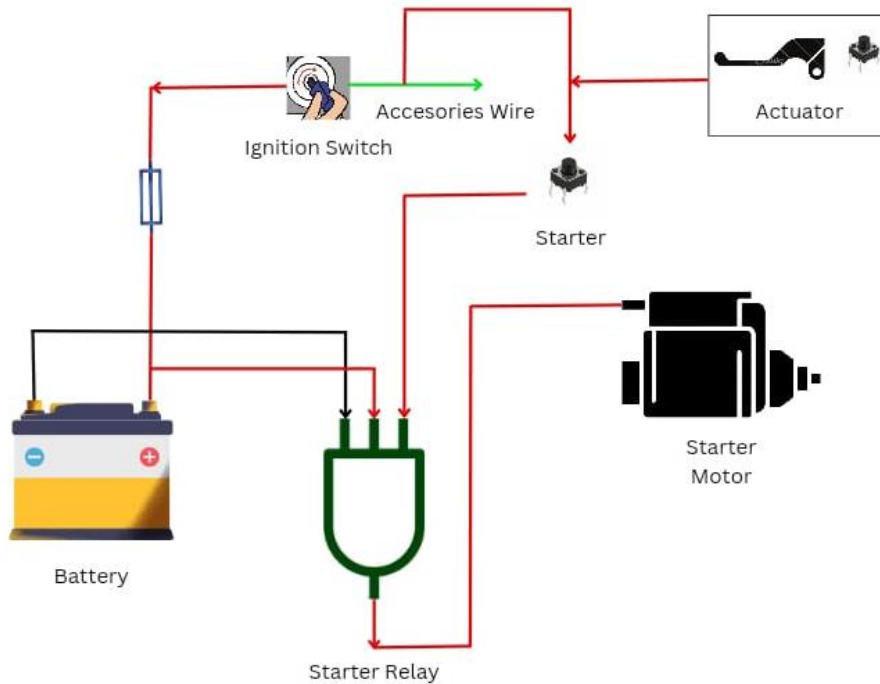 Accesories Wire
Ignition Switch
Actuator
Starter
Starter
Motor
Battery
Starter Relay